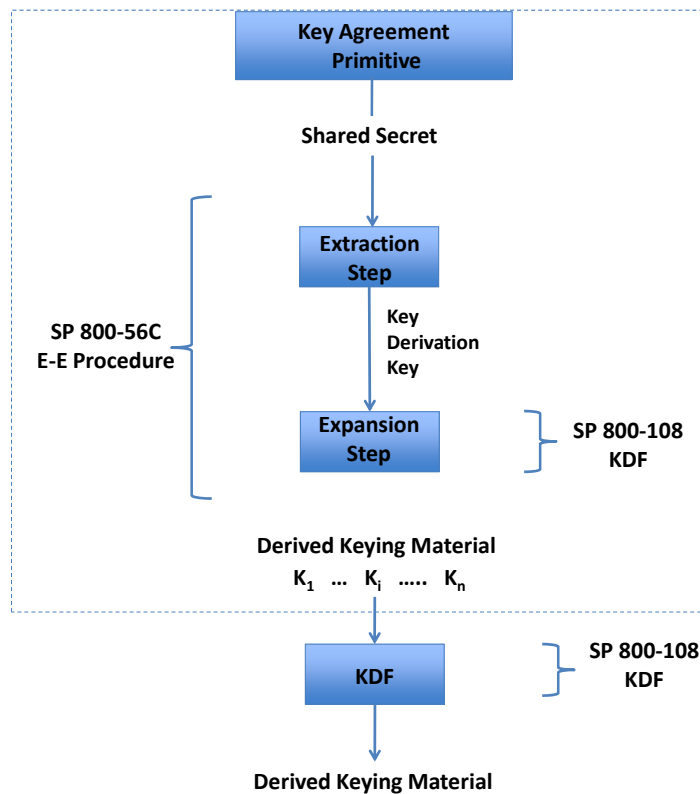 Key Agreement
Primitive
Shared Secret
Extraction
Step
SP 800-56C
E-E Procedure
Key
Derivation
Key
Expansion
Step
SP 800-108
KDF
Derived Keying Material
K1 ... Ki ..... Kn
KDF
SP 800-108
KDF
Derived Keying Material